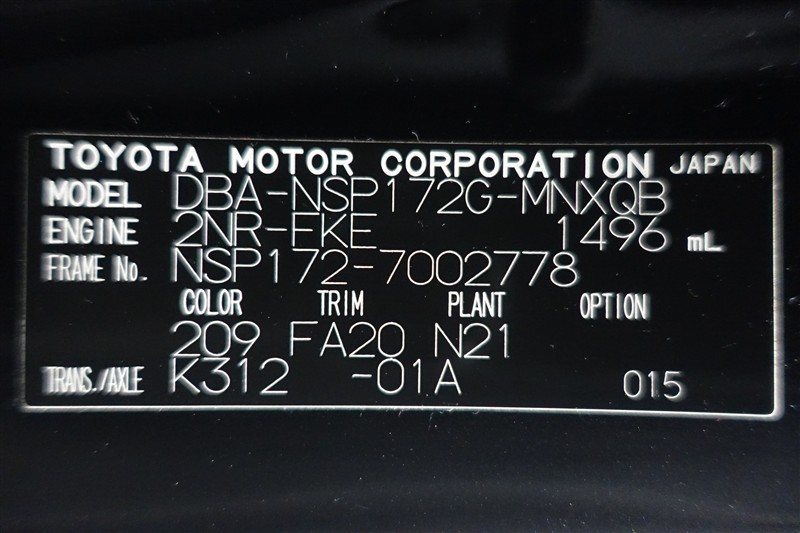 TOYOTA MOTOR CORPORATION JAPAN
MODEL DBA-NSP172G-MNXQB
ENGINE 2NR-FKE 1496 mL
FRAME No. NSP172-7002778
COLOR TRIM PLANT OPTION
209 FA20 N21
TRANS./AXLE K312 -01A 015